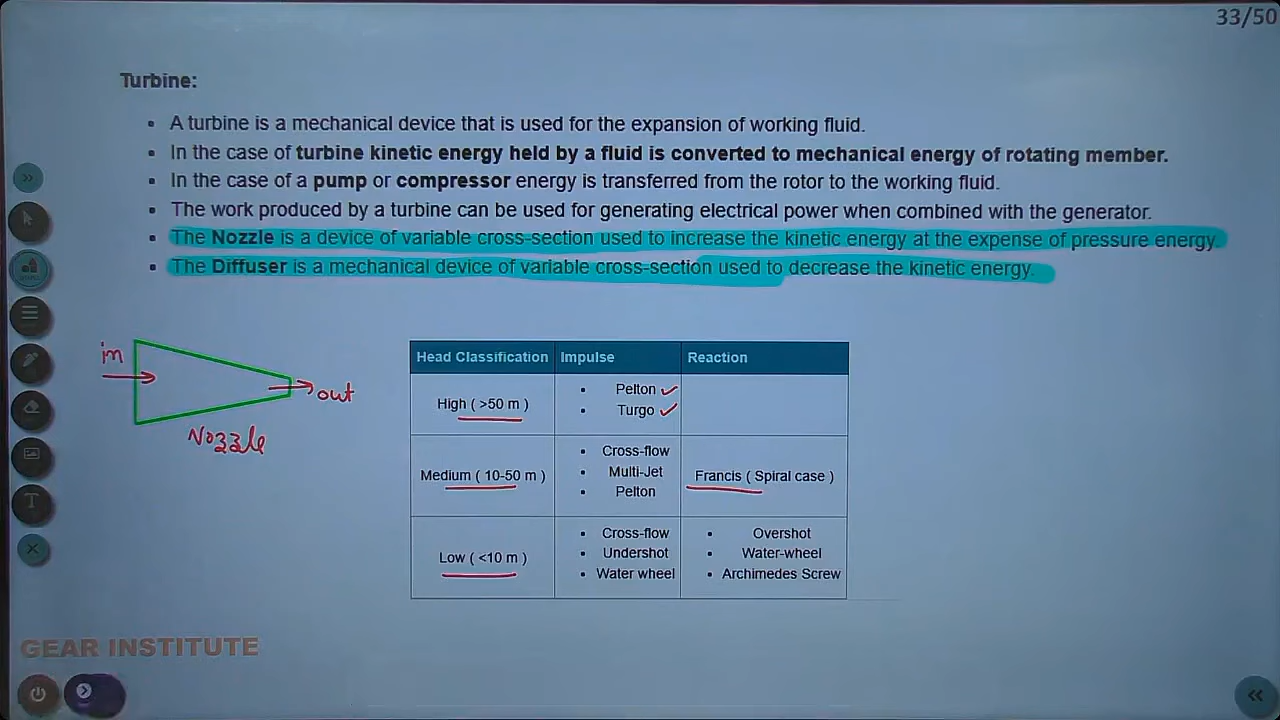 33/50
Turbine:
A turbine is a mechanical device that is used for the expansion of working fluid.
In the case of turbine kinetic energy held by a fluid is converted to mechanical energy of rotating member.
In the case of a pump or compressor energy is transferred from the rotor to the working fluid.
The work produced by a turbine can be used for generating electrical power when combined with the generator.
The Nozzle is a device of variable cross-section used to increase the kinetic energy at the expense of pressure energy.
The Diffuser is a mechanical device of variable cross-section used to decrease the kinetic energy.
in
out
Nozzle
Head Classification Impulse Reaction
High ( >50 m )
Pelton
Turgo
Medium ( 10-50 m )
Cross-flow
Multi-Jet
Pelton
Francis ( Spiral case )
Low ( <10 m )
Cross-flow
Undershot
Water wheel
Overshot
Water-wheel
Archimedes Screw
T
GEAR INSTITUTE